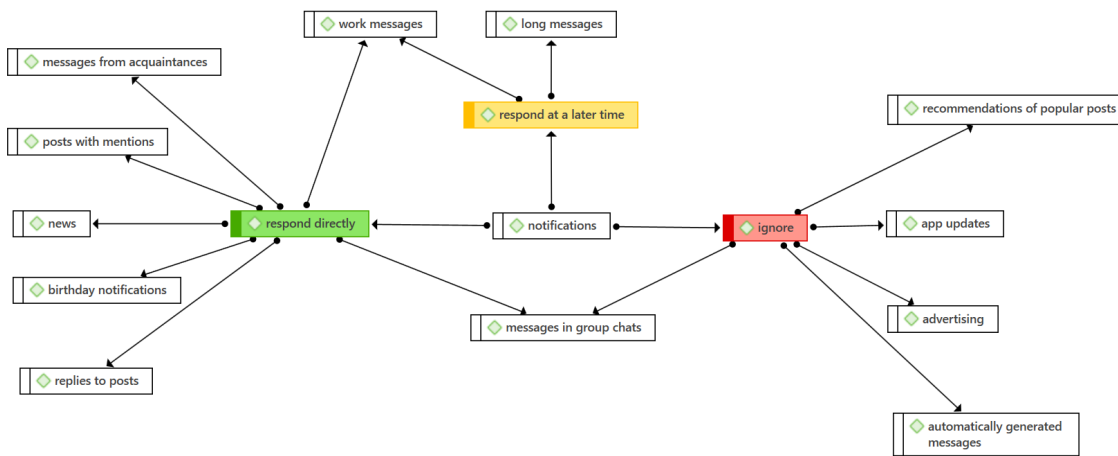 work messages
long messages
messages from acquaintances
respond at a later time
recommendations of popular posts
posts with mentions
news
respond directly
notifications
ignore
app updates
birthday notifications
messages in group chats
advertising
replies to posts
automatically generated
messages